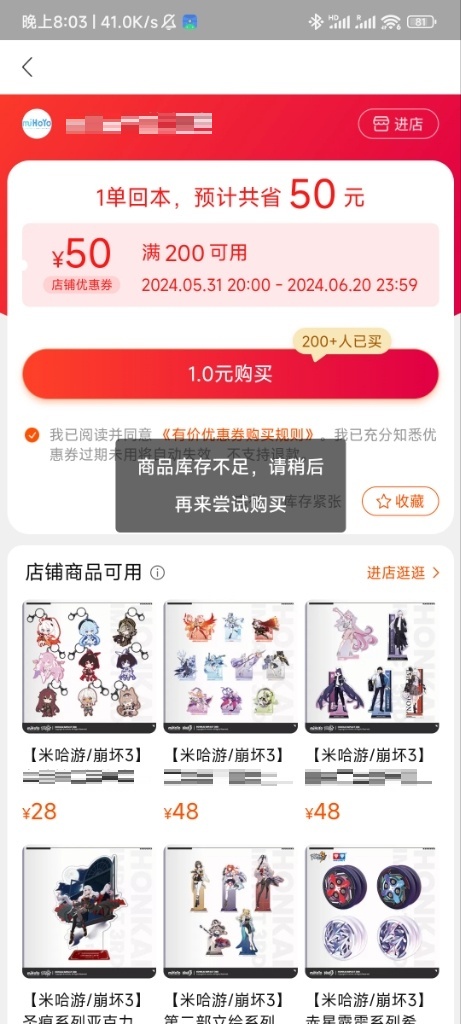 晚上8:03 | 41.0K/s
HD
R
81
miHoYo
进店
1单回本，预计共省 50 元
¥50
满 200 可用
店铺优惠券
2024.05.31 20:00 - 2024.06.20 23:59
200+人已买
1.0元购买
我已阅读并同意 《有价优惠券购买规则》。我已充分知悉优
惠券过期未用将自动失效，不支持退款。
商品库存不足，请稍后
再来尝试购买
库存紧张
收藏
店铺商品可用
进店逛逛
【米哈游/崩坏3】
¥28
【米哈游/崩坏3】
¥48
【米哈游/崩坏3】
¥48
【米哈游/崩坏3】
圣痕系列亚克力
【米哈游/崩坏3】
第二部立绘系列
【米哈游/崩坏3】
赤星霹雳系列希